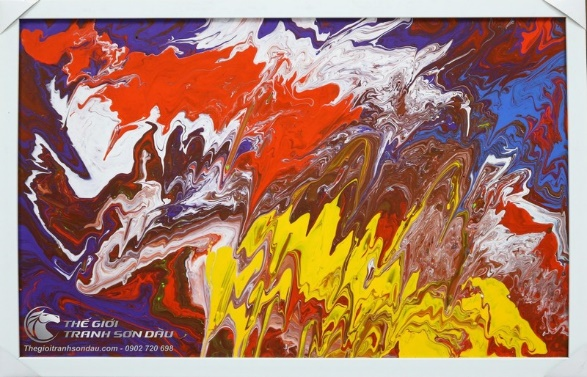 THẾ GIỚI
TRANH SƠN DẦU
Thegioitranhsondau.com - 0902 720 698